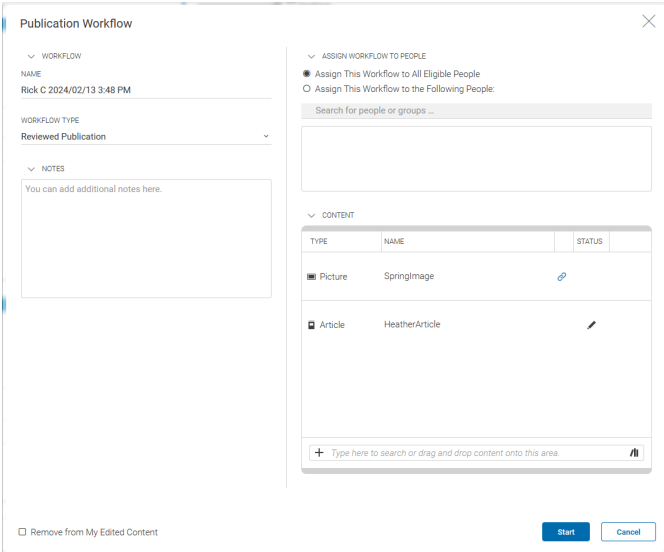 Publication Workflow
WORKFLOW
NAME
Rick C 2024/02/13 3:48 PM
WORKFLOW TYPE
Reviewed Publication
NOTES
You can add additional notes here.
ASSIGN WORKFLOW TO PEOPLE
Assign This Workflow to All Eligible People
Assign This Workflow to the Following People:
Search for people or groups ...
CONTENT
TYPE NAME STATUS
Picture SpringImage
Article HeatherArticle
Type here to search or drag and drop content onto this area.
Remove from My Edited Content
Start Cancel